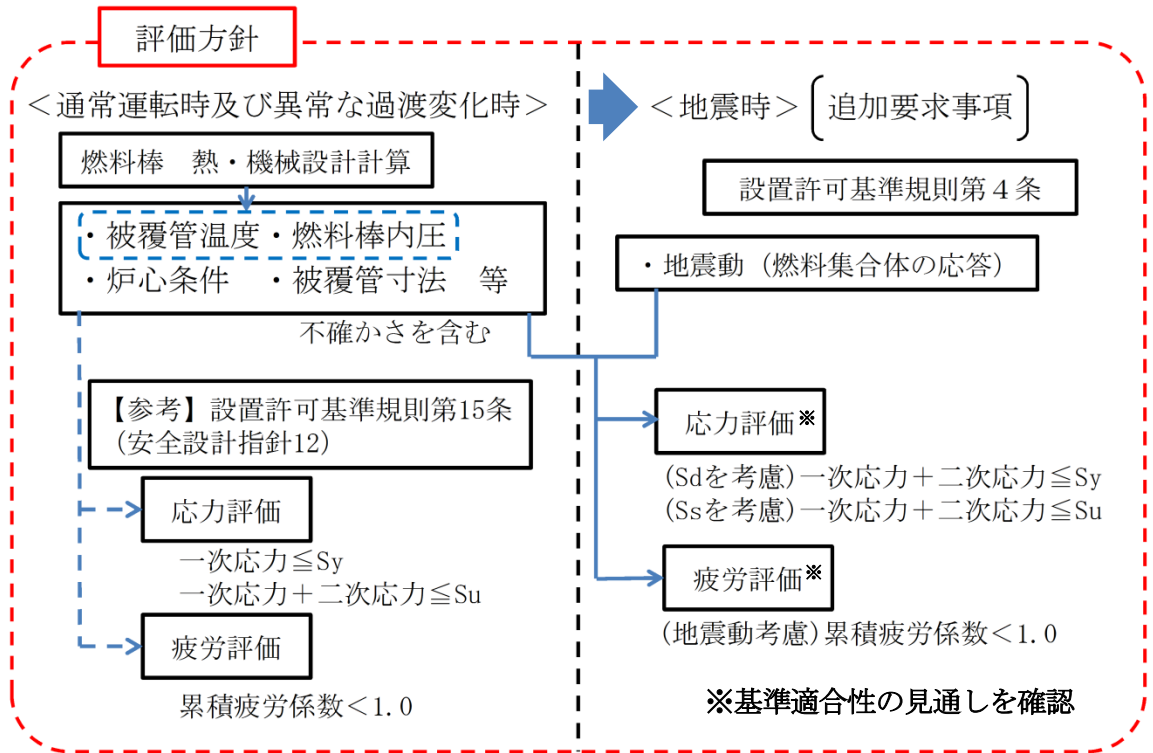 評価方針
＜通常運転時及び異常な過渡変化時＞
燃料棒　熱・機械設計計算
・被覆管温度・燃料棒内圧
・炉心条件　・被覆管寸法　等
不確かさを含む
【参考】設置許可基準規則第15条
(安全設計指針12)
応力評価
一次応力≦Sy
一次応力＋二次応力≦Su
疲労評価
累積疲労係数＜1.0
＜地震時＞〔追加要求事項〕
設置許可基準規則第４条
・地震動（燃料集合体の応答）
応力評価※
(Sdを考慮)一次応力＋二次応力≦Sy
(Ssを考慮)一次応力＋二次応力≦Su
疲労評価※
(地震動考慮)累積疲労係数＜1.0
※基準適合性の見通しを確認